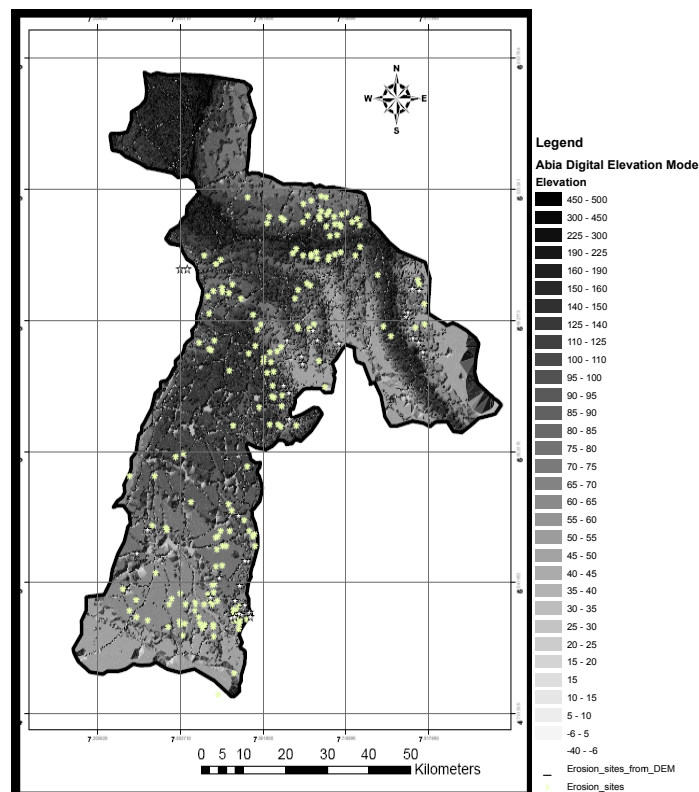 N
W E
S
Legend
Abia Digital Elevation Mode
Elevation
450 - 500
300 - 450
225 - 300
190 - 225
160 - 190
150 - 160
140 - 150
125 - 140
110 - 125
100 - 110
95 - 100
90 - 95
85 - 90
80 - 85
75 - 80
70 - 75
65 - 70
60 - 65
55 - 60
50 - 55
45 - 50
40 - 45
35 - 40
30 - 35
25 - 30
20 - 25
15 - 20
15
10 - 15
5 - 10
-6 - 5
-40 - -6
Erosion_sites_from_DEM
Erosion_sites
0 5 10 20 30 40 50
Kilometers